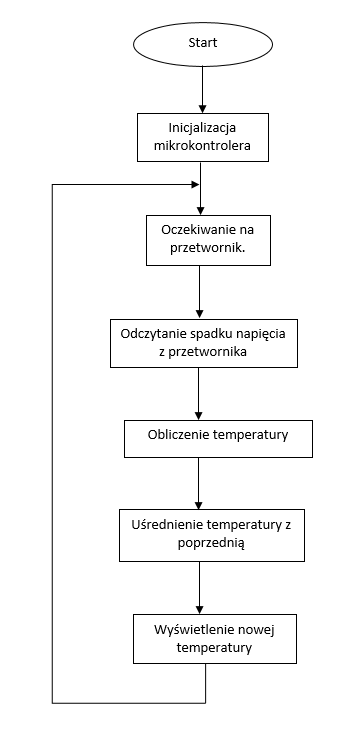 Start
Inicjalizacja
mikrokontrolera
Oczekiwanie na
przetwornik.
Odczytanie spadku napięcia
z przetwornika
Obliczenie temperatury
Uśrednienie temperatury z
poprzednią
Wyświetlenie nowej
temperatury